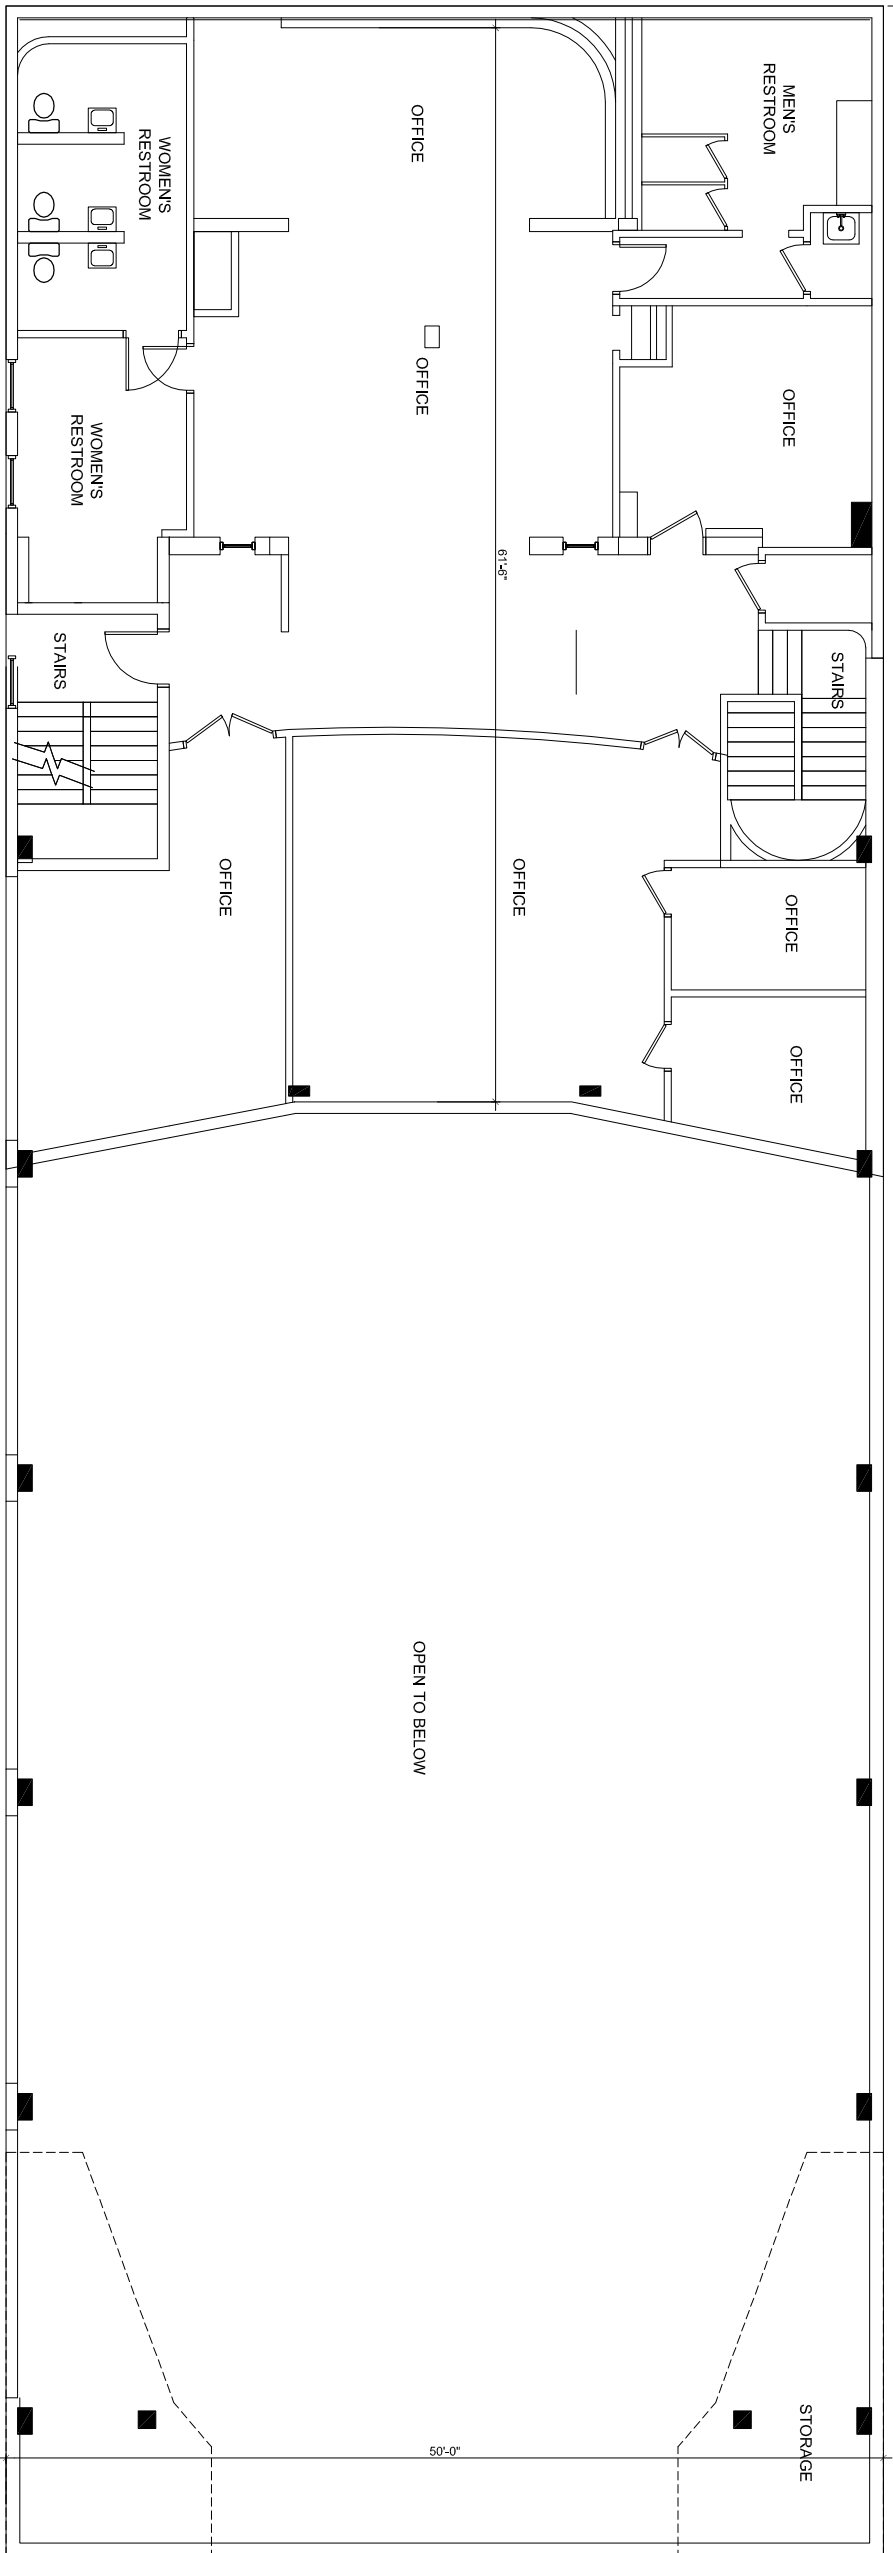 MEN'S
RESTROOM
OFFICE
WOMEN'S
RESTROOM
OFFICE
OFFICE
WOMEN'S
RESTROOM
61'-6"
STAIRS
STAIRS
OFFICE
OFFICE
OFFICE
OFFICE
OPEN TO BELOW
STORAGE
50'-0"